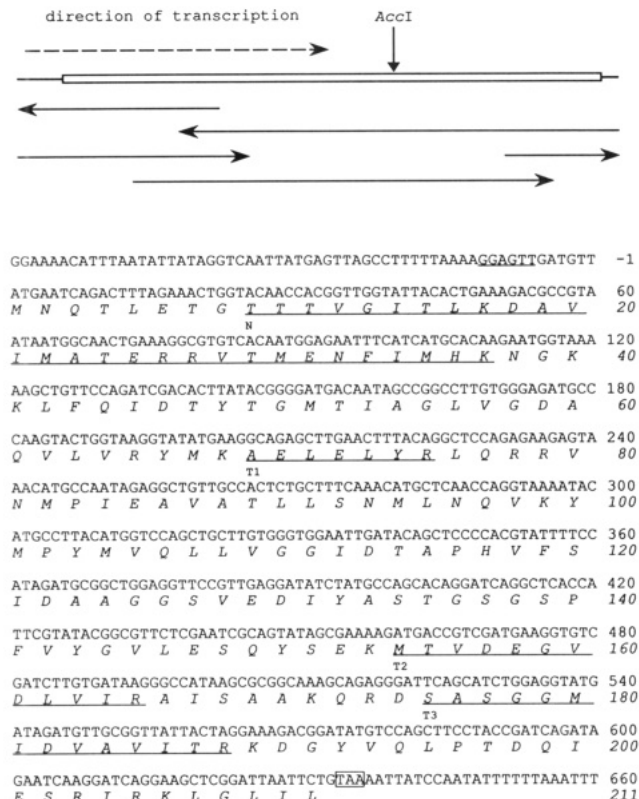 direction of transcription
AccI
GGAAAACATTTAATATTATAGGTCAATTATGAGTTAGCCTTTTTAAAAGGAGTTGATGTT -1
ATGAATCAGACTTTAGAAACTGGTACAACCACGGTTGGTATTACACTGAAAGACGCCGTA 60
M N Q T L E T G T T T V G I T L K D A V 20
N
ATAATGGCAACTGAAAGGCGTGTCACAATGGAGAATTTCATCATGCACAAGAATGGTAAA 120
I M A T E R R V T M E N F I M H K N G K 40
AAGCTGTTCCAGATCGACACTTATACGGGGATGACAATAGCCGGCCTTGTGGGAGATGCC 180
K L F Q I D T Y T G M T I A G L V G D A 60
CAAGTACTGGTAAGGTATATGAAGGCAGAGCTTGAACTTTACAGGCTCCAGAGAAGAGTA 240
Q V L V R Y M K A E L E L Y R L Q R R V 80
T1
AACATGCCAATAGAGGCTGTTGCCACTCTGCTTTCAAACATGCTCAACCAGGTAAAATAC 300
N M P I E A V A T L L S N M L N Q V K Y 100
ATGCCTTACATGGTCCAGCTGCTTGTGGGTGGAATTGATACAGCTCCCCACGTATTTTCC 360
M P Y M V Q L L V G G I D T A P H V F S 120
ATAGATGCGGCTGGAGGTTCCGTTGAGGATATCTATGCCAGCACAGGATCAGGCTCACCA 420
I D A A G G S V E D I Y A S T G S G S P 140
TTCGTATACGGCGTTCTCGAATCGCAGTATAGCGAAAAGATGACCGTCGATGAAGGTGTC 480
F V Y G V L E S Q Y S E K M T V D E G V 160
T2
GATCTTGTGATAAGGGCCATAAGCGCGGCAAAGCAGAGGGATTCAGCATCTGGAGGTATG 540
D L V I R A I S A A K Q R D S A S G G M 180
T3
ATAGATGTTGCGGTTATTACTAGGAAAGACGGATATGTCCAGCTTCCTACCGATCAGATA 600
I D V A V I T R K D G Y V Q L P T D Q I 200
GAATCAAGGATCAGGAAGCTCGGATTAATTCTGTAAAATTATCCAATATTTTTTAAATTT 660
E S R I R K L G L I L 211